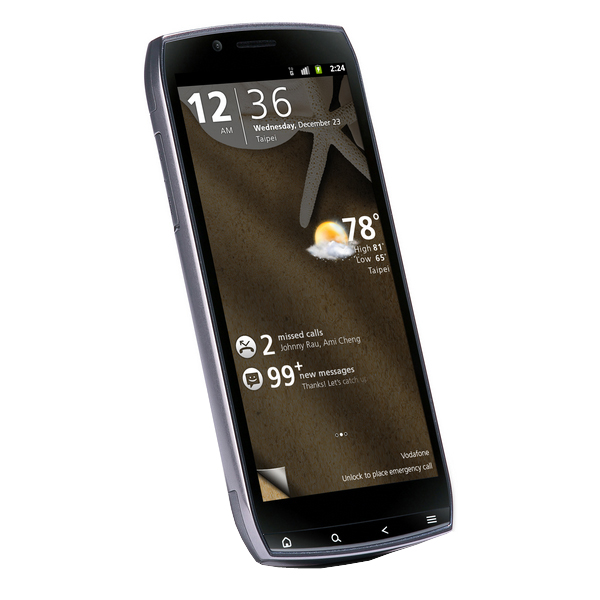 2:24
12 36
AM
Wednesday, December 23
Taipei
78°
High 81°
Low 65°
Taipei
2 missed calls
Johnny Rau, Ami Cheng
99+ new messages
Thanks! Let's catch up
Vodafone
Unlock to place emergency call